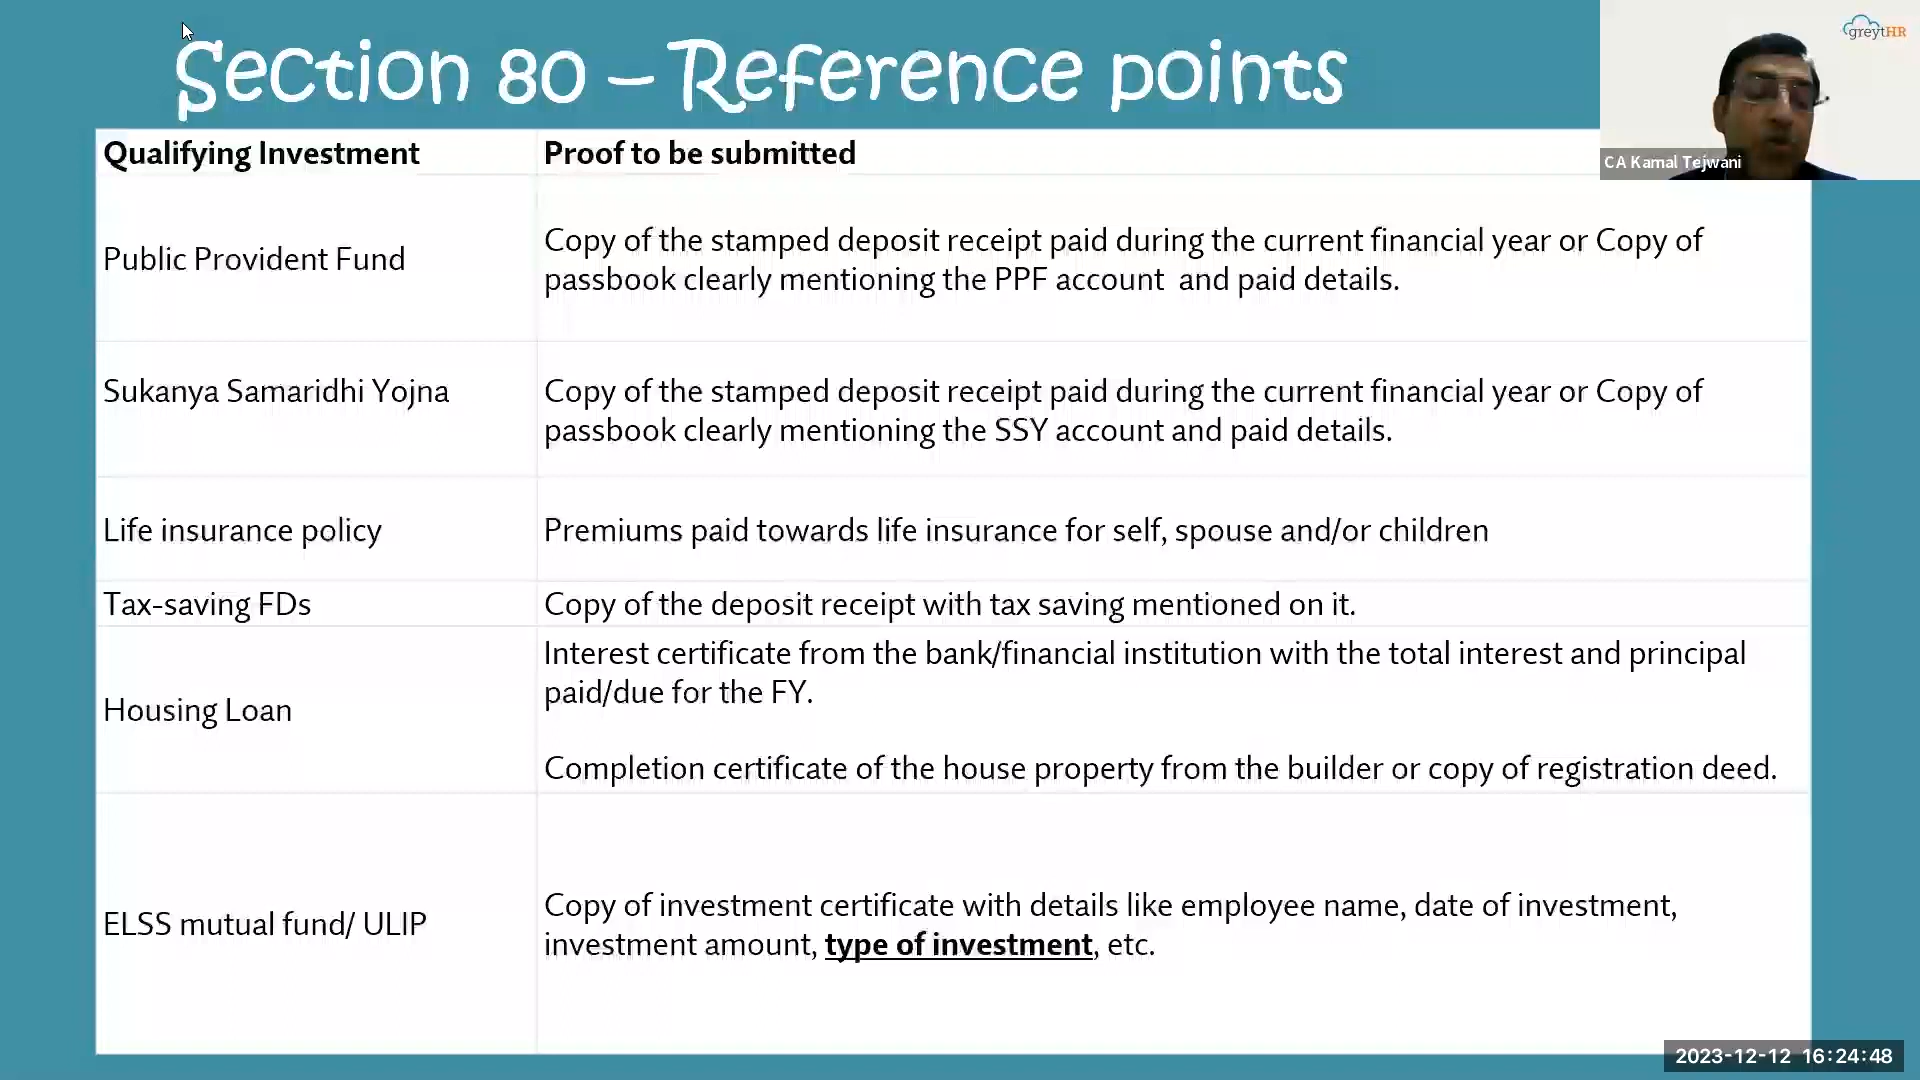 Section 80 – Reference points
greytHR
CA Kamal Tejwani
Qualifying Investment
Proof to be submitted
Public Provident Fund
Copy of the stamped deposit receipt paid during the current financial year or Copy of
passbook clearly mentioning the PPF account  and paid details.
Sukanya Samaridhi Yojna
Copy of the stamped deposit receipt paid during the current financial year or Copy of
passbook clearly mentioning the SSY account and paid details.
Life insurance policy
Premiums paid towards life insurance for self, spouse and/or children
Tax-saving FDs
Copy of the deposit receipt with tax saving mentioned on it.
Housing Loan
Interest certificate from the bank/financial institution with the total interest and principal
paid/due for the FY.
Completion certificate of the house property from the builder or copy of registration deed.
ELSS mutual fund/ ULIP
Copy of investment certificate with details like employee name, date of investment,
investment amount, type of investment, etc.
2023-12-12 16:24:48